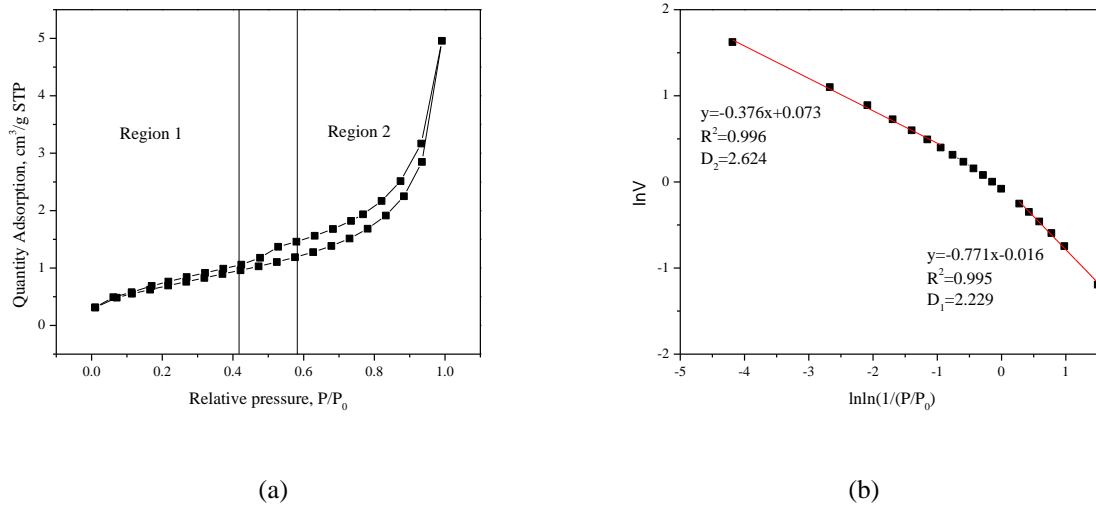 Quantity Adsorption, cm³/g STP
5
4
3
2
1
0
Region 1
Region 2
0.0 0.2 0.4 0.6 0.8 1.0
Relative pressure, P/P₀
(a)
lnV
2
1
0
-1
-2
y=-0.376x+0.073
R²=0.996
D₂=2.624
y=-0.771x-0.016
R²=0.995
D₁=2.229
-5 -4 -3 -2 -1 0 1
lnln(1/(P/P₀)
(b)